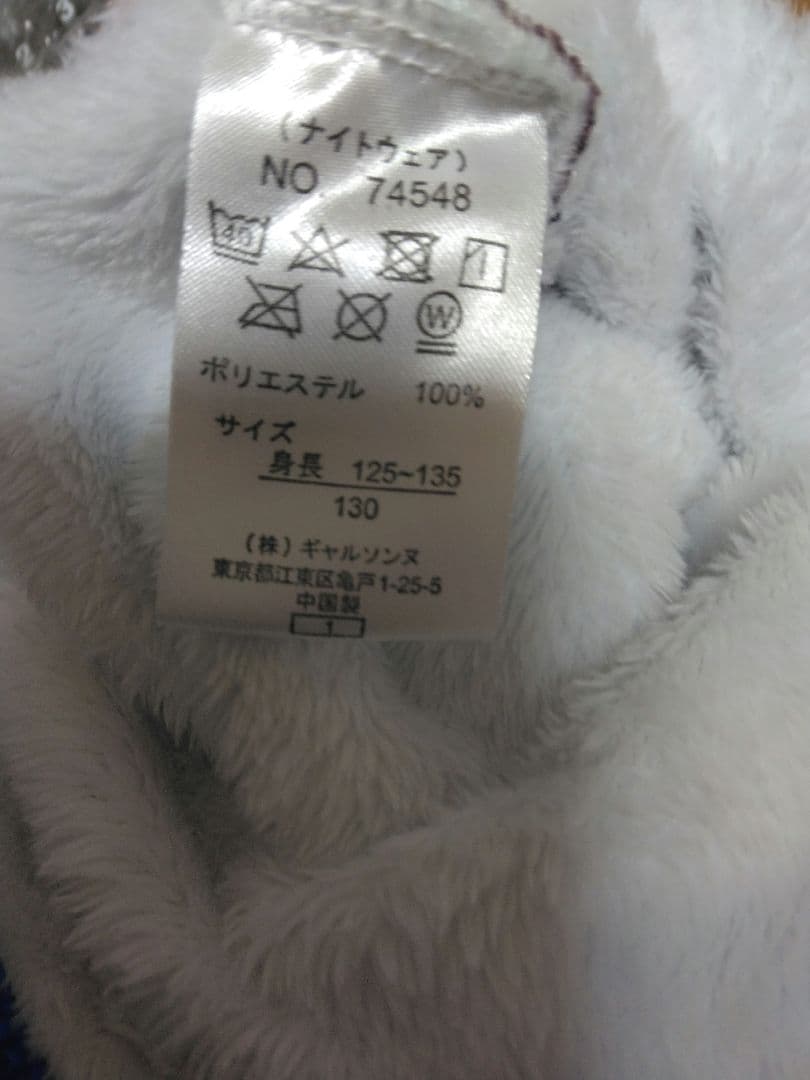 (ナイトウェア)
NO. 74548
40
W
ポリエステル 100%
サイズ
身長 125~135
130
(株)ギャルソンヌ
東京都江東区亀戸1-25-5
中国製
1